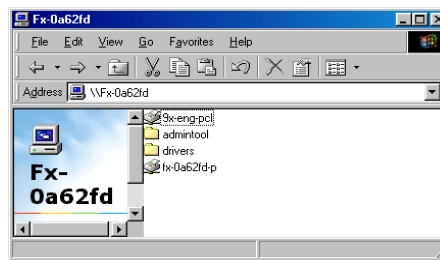 Fx-0a62fd
File Edit View Go Favorites Help
Address \\Fx-0a62fd
9x-eng-pcl
admintool
drivers
fx-0a62fd-p
Fx-
0a62fd